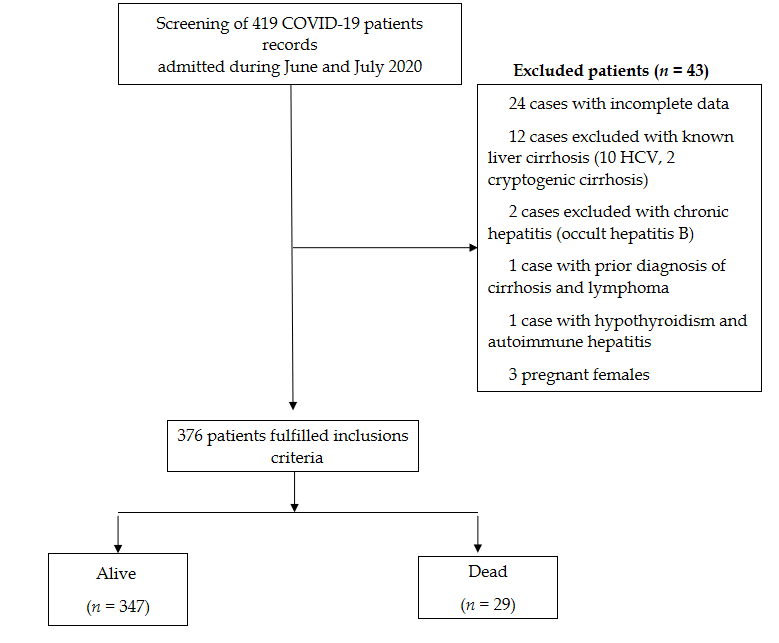 Screening of 419 COVID-19 patients
records
admitted during June and July 2020
Excluded patients (n = 43)
24 cases with incomplete data
12 cases excluded with known
liver cirrhosis (10 HCV, 2
cryptogenic cirrhosis)
2 cases excluded with chronic
hepatitis (occult hepatitis B)
1 case with prior diagnosis of
cirrhosis and lymphoma
1 case with hypothyroidism and
autoimmune hepatitis
3 pregnant females
376 patients fulfilled inclusions
criteria
Alive
(n = 347)
Dead
(n = 29)